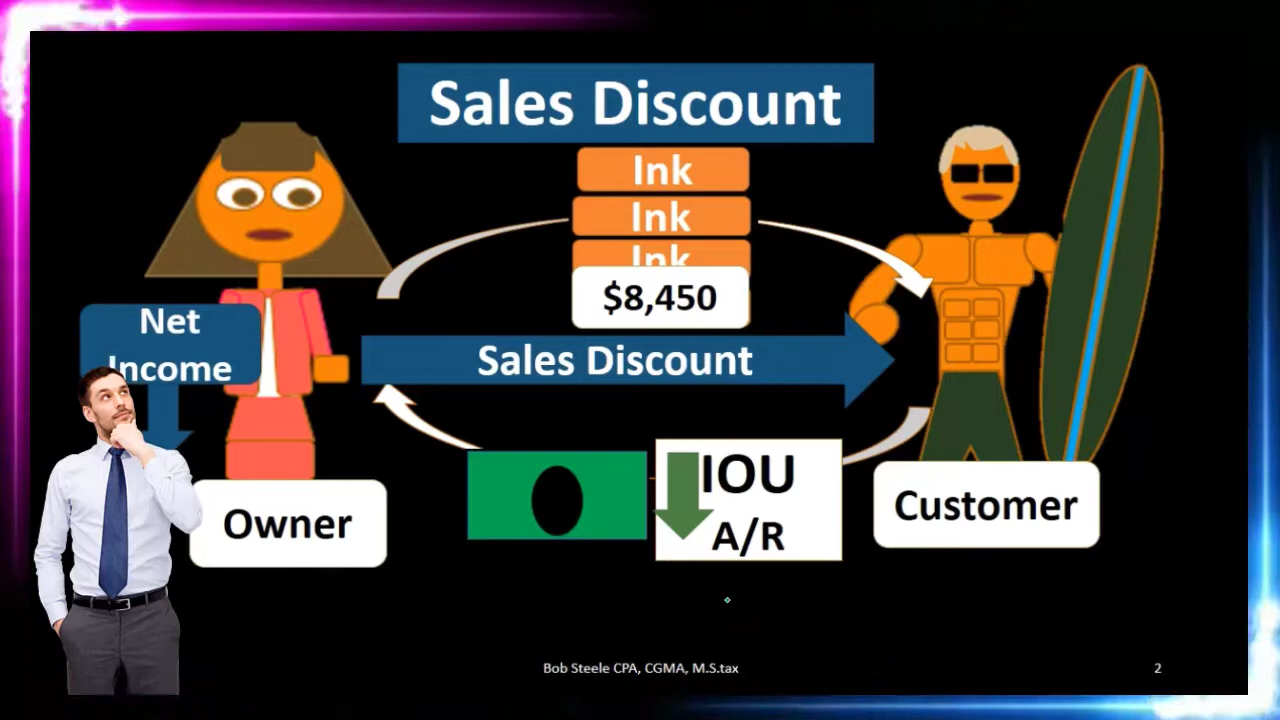 Sales Discount
Ink
Ink
Ink
$8,450
Net
Income
Sales Discount
IOU
A/R
Owner
Customer
Bob Steele CPA, CGMA, M.S.tax
2